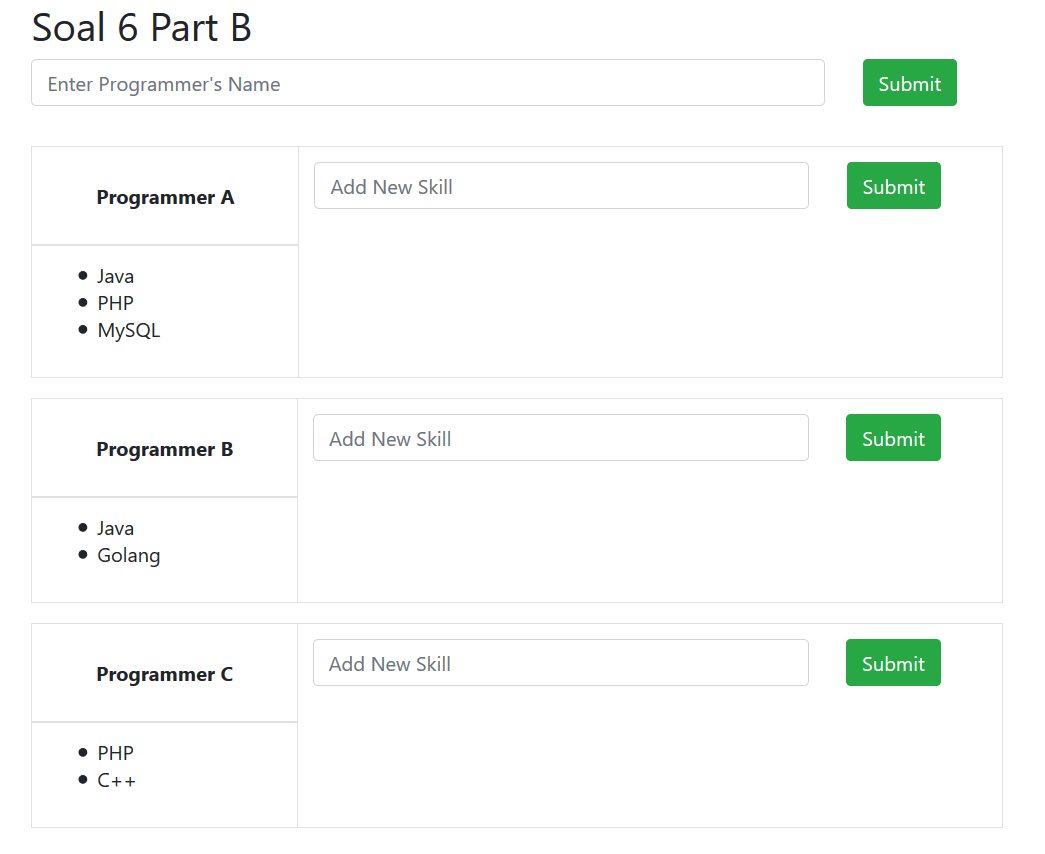 Soal 6 Part B
Enter Programmer's Name
Submit
Programmer A
Add New Skill
Submit
Java
PHP
MySQL
Programmer B
Add New Skill
Submit
Java
Golang
Programmer C
Add New Skill
Submit
PHP
C++